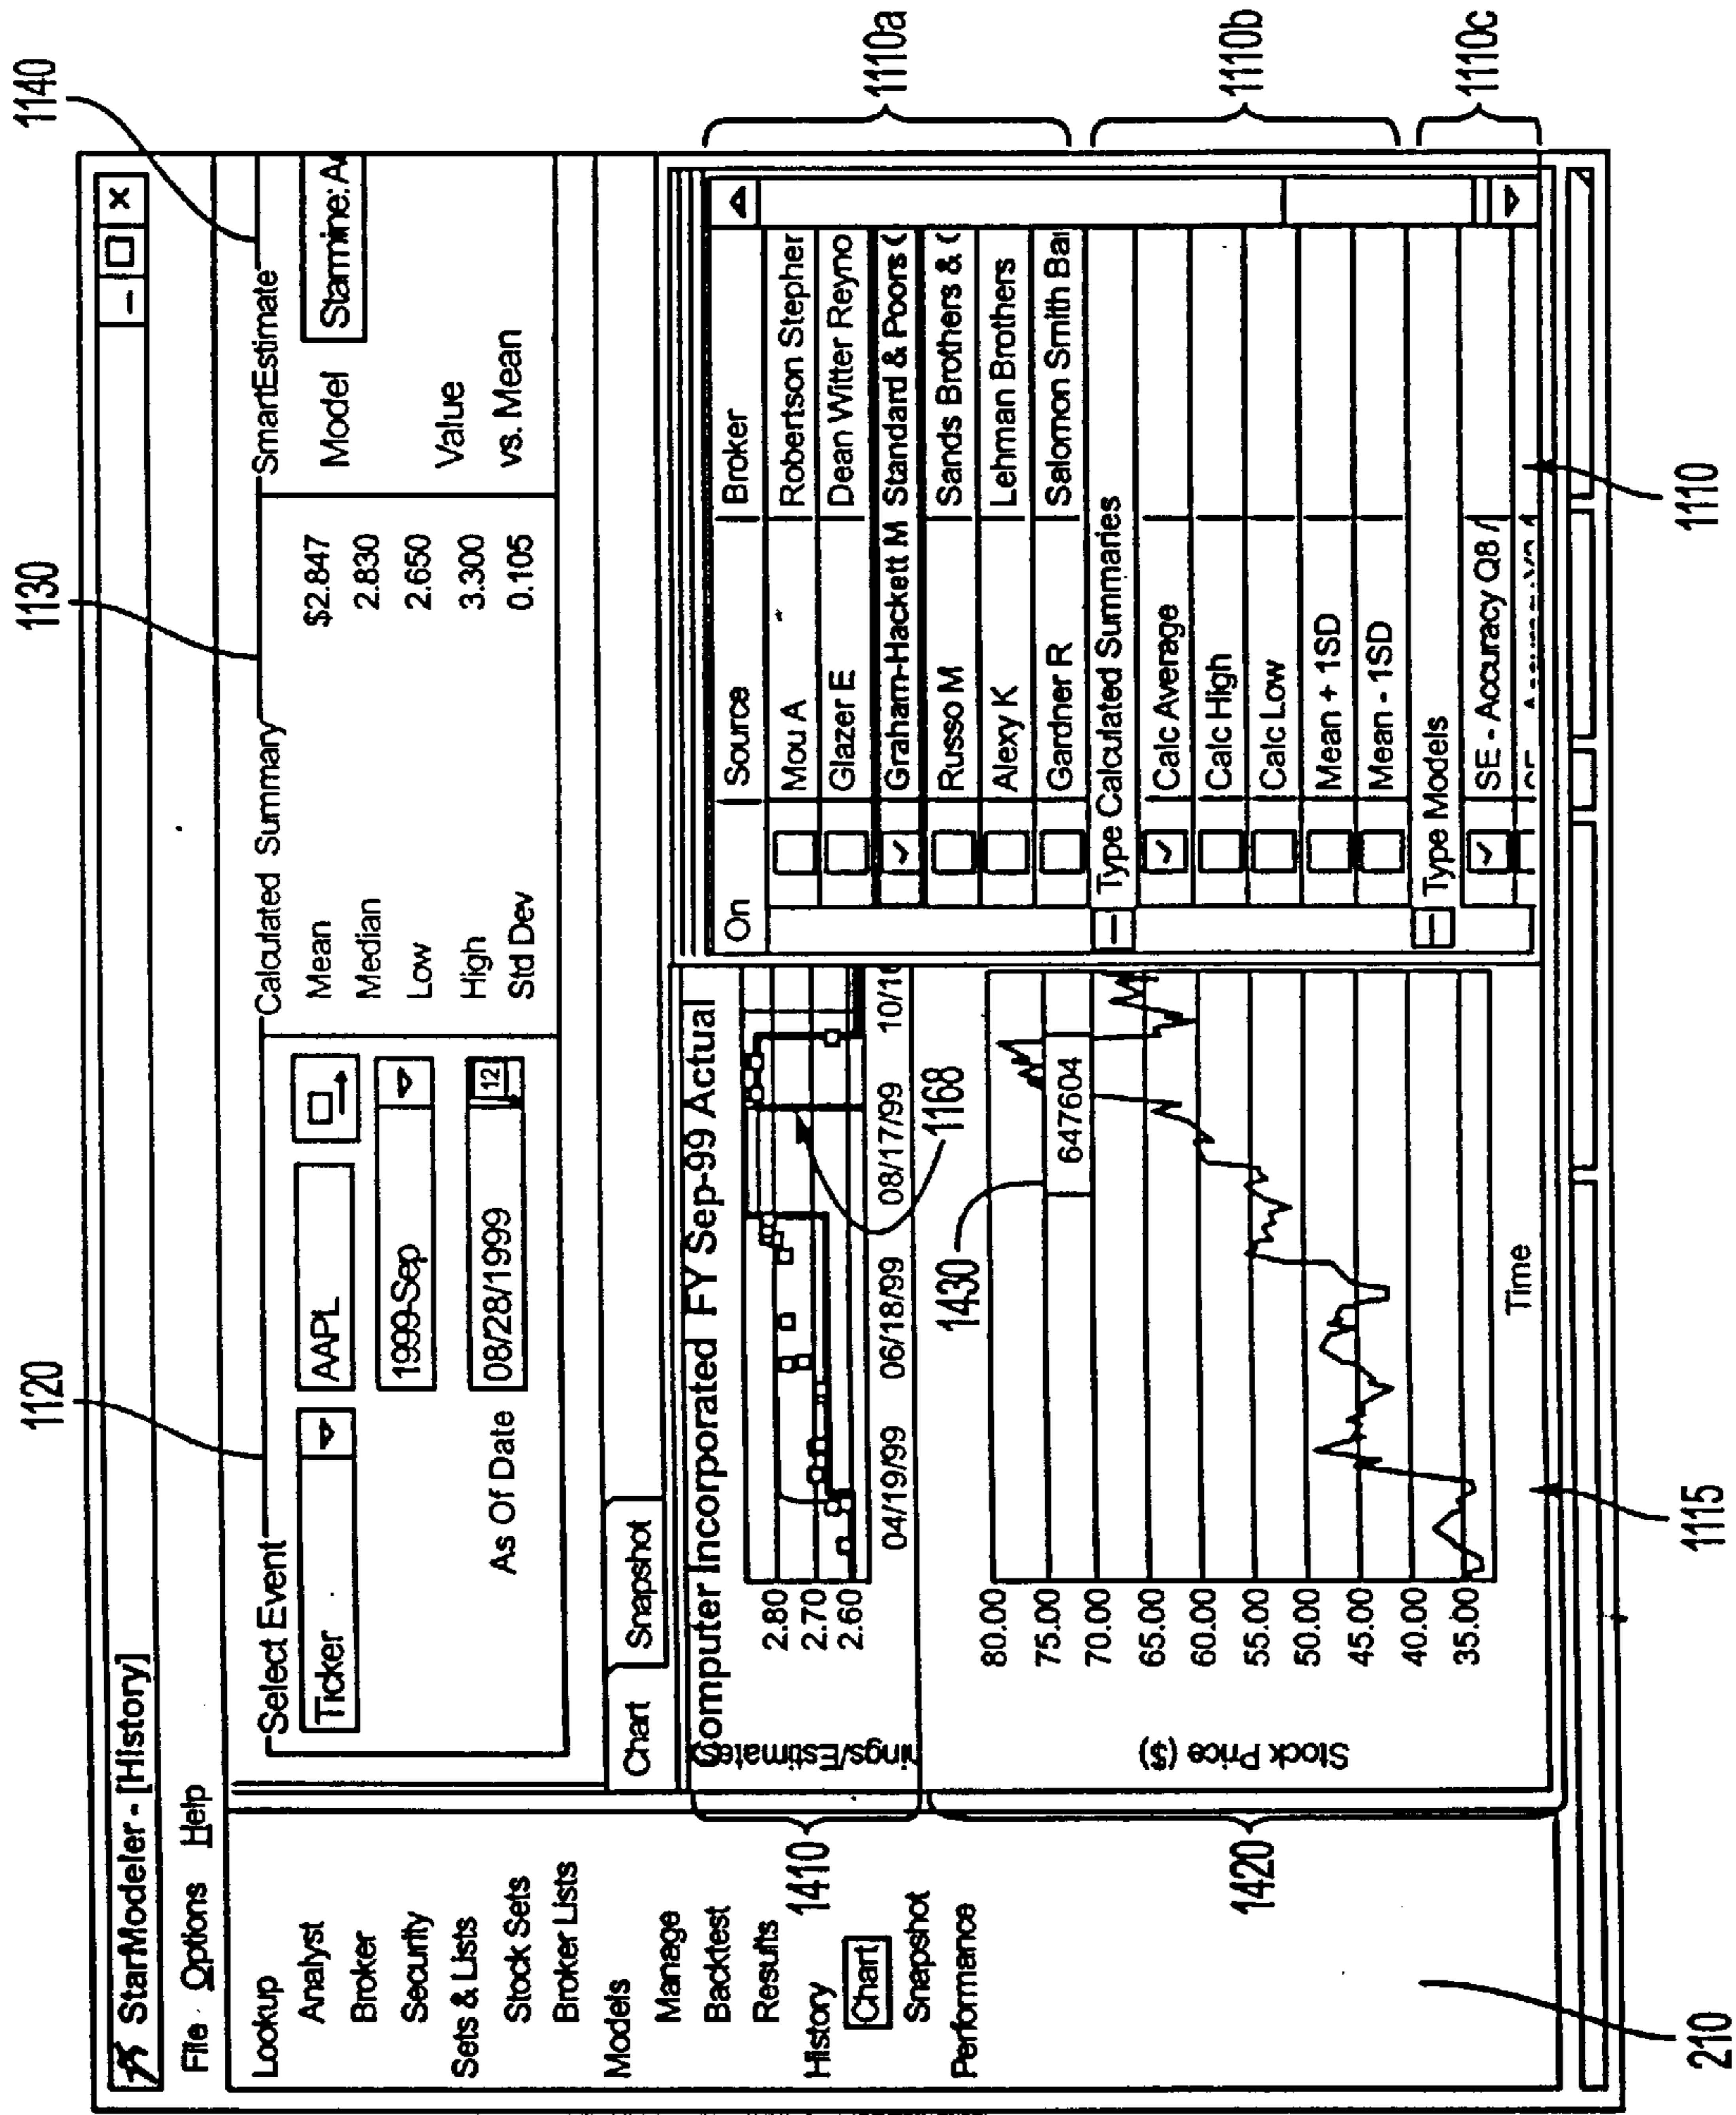 1120
1130
1140
StarModeler - [History]
File Options Help
Lookup
Analyst
Broker
Security
Sets & Lists
Stock Sets
Broker Lists
Models
Manage
Backtest
Results
History
Chart
Snapshot
Performance
210
Select Event
Ticker
AAPL
1999-Sep
As Of Date
08/28/1999
12
Calculated Summary
Mean $2.847
Median 2.830
Low 2.650
High 3.300
Std Dev 0.105
SmartEstimate
Model
Starmine: A
Value
vs. Mean
Chart Snapshot
Computer Incorporated FY Sep-99 Actual
1410
nings/Estimate
2.80
2.70
2.60
04/19/99 06/18/99 08/17/99 10/1
1168
1430
647604
1420
Stock Price ($)
80.00
75.00
70.00
65.00
60.00
55.00
50.00
45.00
40.00
35.00
Time
1115
On Source Broker
Mou A Robertson Stepher
Glazer E Dean Witter Reyno
Graham-Hackett M Standard & Poors (
Russo M Sands Brothers & (
Alexy K Lehman Brothers
Gardner R Salomon Smith Bar
Type Calculated Summaries
Calc Average
Calc High
Calc Low
Mean + 1SD
Mean - 1SD
Type Models
SE - Accuracy Q8 /
1110
1110a
1110b
1110c